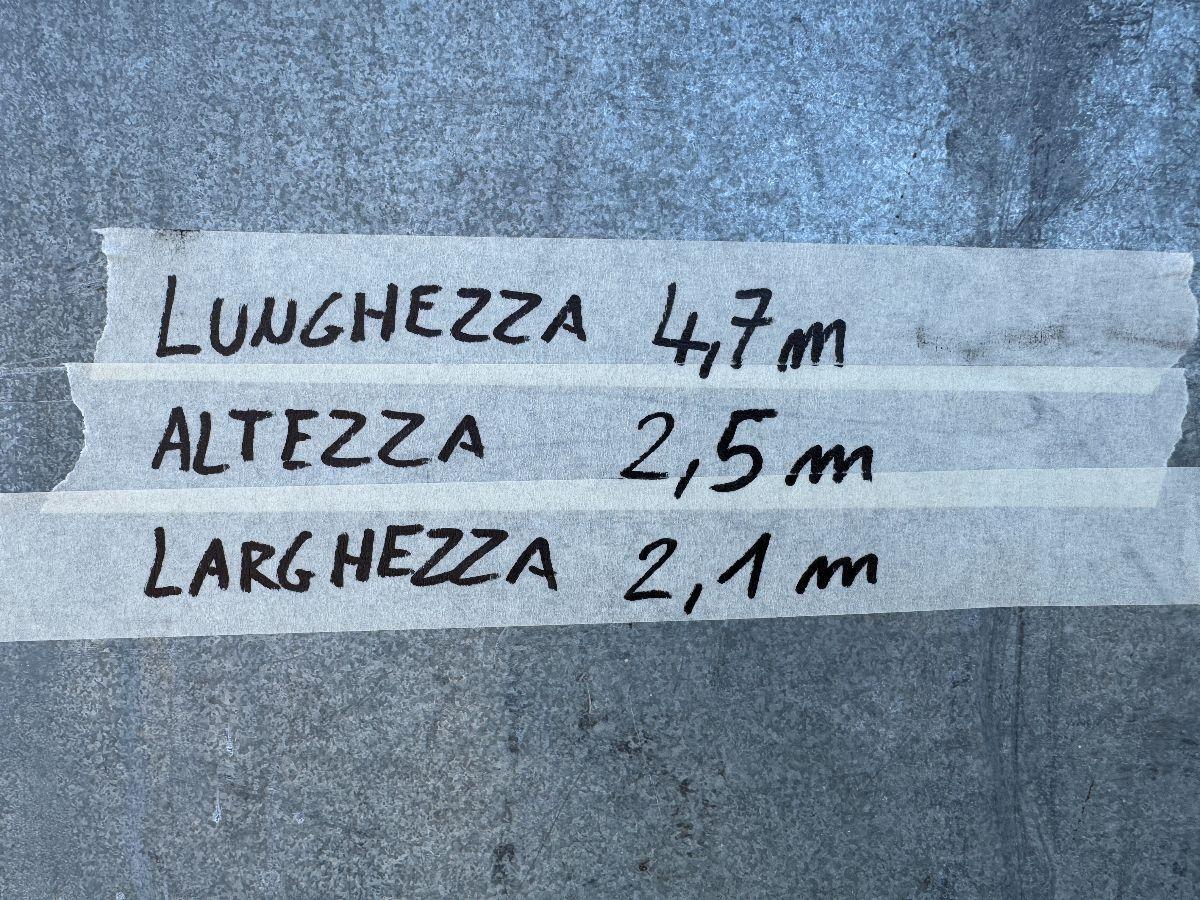 LUNGHEZZA 4,7 m
ALTEZZA 2,5 m
LARGHEZZA 2,1 m